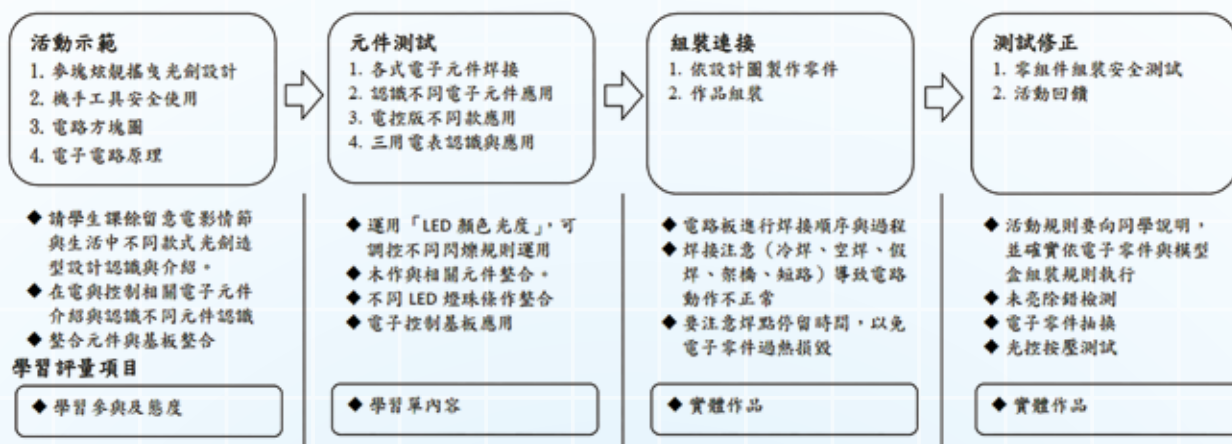 活動示範
1. 麥塊炫靚搖曳光劍設計
2. 機手工具安全使用
3. 電路方塊圖
4. 電子電路原理
◆ 請學生課餘留意電影情節
與生活中不同款式光劍造
型設計認識與介紹。
◆ 在電與控制相關電子元件
介紹與認識不同元件認識
◆ 整合元件與基板整合
學習評量項目
◆ 學習參與及態度
元件測試
1. 各式電子元件焊接
2. 認識不同電子元件應用
3. 電控版不同款應用
4. 三用電表認識與應用
◆ 運用「LED 顏色光度」，可
調控不同閃爍規則運用
◆ 木作與相關元件整合。
◆ 不同 LED 燈珠條作整合
◆ 電子控制基板應用
◆ 學習單內容
組裝連接
1. 依設計圖製作零件
2. 作品組裝
◆ 電路板進行焊接順序與過程
◆ 焊接注意（冷焊、空焊、假
焊、架橋、短路）導致電路
動作不正常
◆ 要注意焊點停留時間，以免
電子零件過熱損毀
◆ 實體作品
測試修正
1. 零組件組裝安全測試
2. 活動回饋
◆ 活動規則要向同學說明，
並確實依電子零件與模型
盒組裝規則執行
◆ 未亮除錯檢測
◆ 電子零件抽換
◆ 光控按壓測試
◆ 實體作品